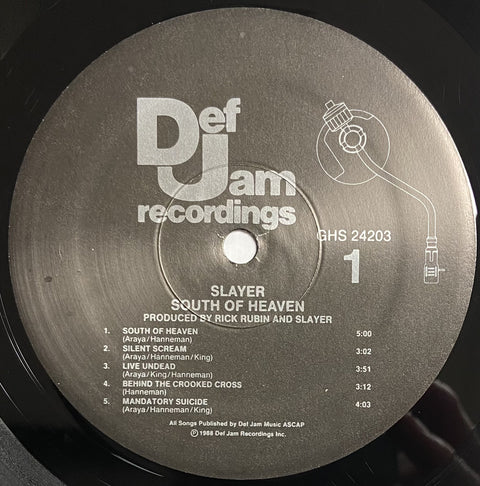 Def
Jam
recordings
GHS 24203
1
SLAYER
SOUTH OF HEAVEN
PRODUCED BY RICK RUBIN AND SLAYER
1. SOUTH OF HEAVEN 5:00
(Araya/Hanneman)
2. SILENT SCREAM 3:02
(Araya/Hanneman/King)
3. LIVE UNDEAD 3:51
(Araya/King/Hanneman)
4. BEHIND THE CROOKED CROSS 3:12
(Hanneman)
5. MANDATORY SUICIDE 4:03
(Araya/Hanneman/King)
All Songs Published by Def Jam Music ASCAP
℗ 1988 Def Jam Recordings Inc.